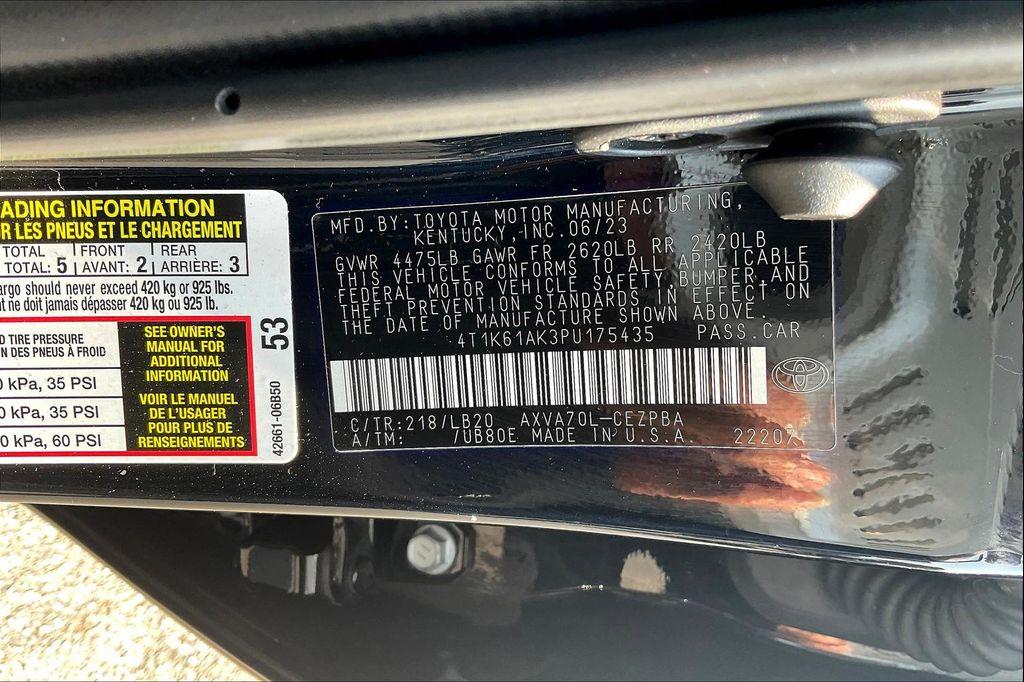 ADING INFORMATION
R LES PNEUS ET LE CHARGEMENT
TOTAL FRONT REAR
TOTAL: 5 AVANT: 2 ARRIÈRE: 3
argo should never exceed 420 kg or 925 lbs.
nt ne doit jamais dépasser 420 kg ou 925 lb.
D TIRE PRESSURE
N DES PNEUS À FROID
0 kPa, 35 PSI
0 kPa, 35 PSI
0 kPa, 60 PSI
SEE OWNER'S
MANUAL FOR
ADDITIONAL
INFORMATION
VOIR LE MANUEL
DE L'USAGER
POUR PLUS DE
RENSEIGNEMENTS
53
42661-06B50
MFD.BY:TOYOTA MOTOR MANUFACTURING,
KENTUCKY,INC.06/23
GVWR 4475LB GAWR FR 2620LB RR 2420LB
THIS VEHICLE CONFORMS TO ALL APPLICABLE
FEDERAL MOTOR VEHICLE SAFETY,BUMPER,AND
THEFT PREVENTION STANDARDS IN EFFECT ON
THE DATE OF MANUFACTURE SHOWN ABOVE.
4T1K61AK3PU175435 PASS.CAR
C/TR:218/LB20 AXVA70L-CEZPBA
A/TM: /UB80E MADE IN U.S.A. 22207